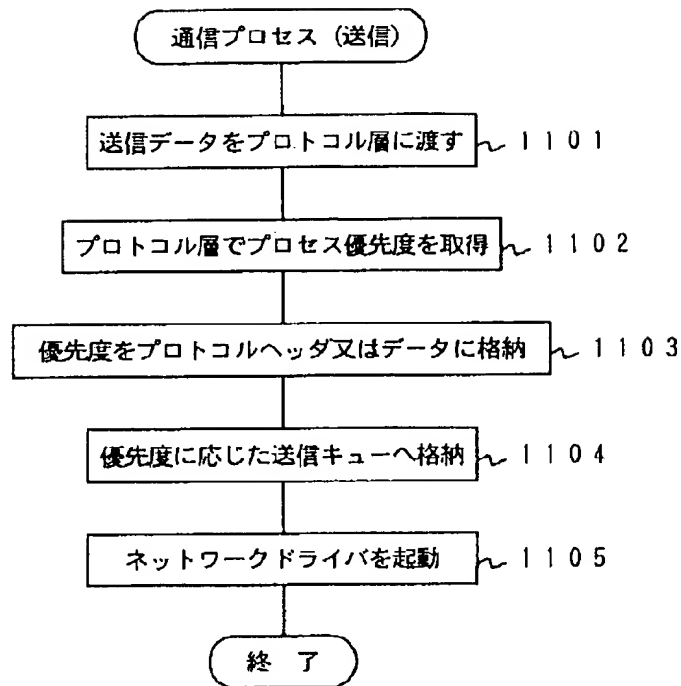 通信プロセス (送信)
送信データをプロトコル層に渡す 1101
プロトコル層でプロセス優先度を取得 1102
優先度をプロトコルヘッダ又はデータに格納 1103
優先度に応じた送信キューへ格納 1104
ネットワークドライバを起動 1105
終 了